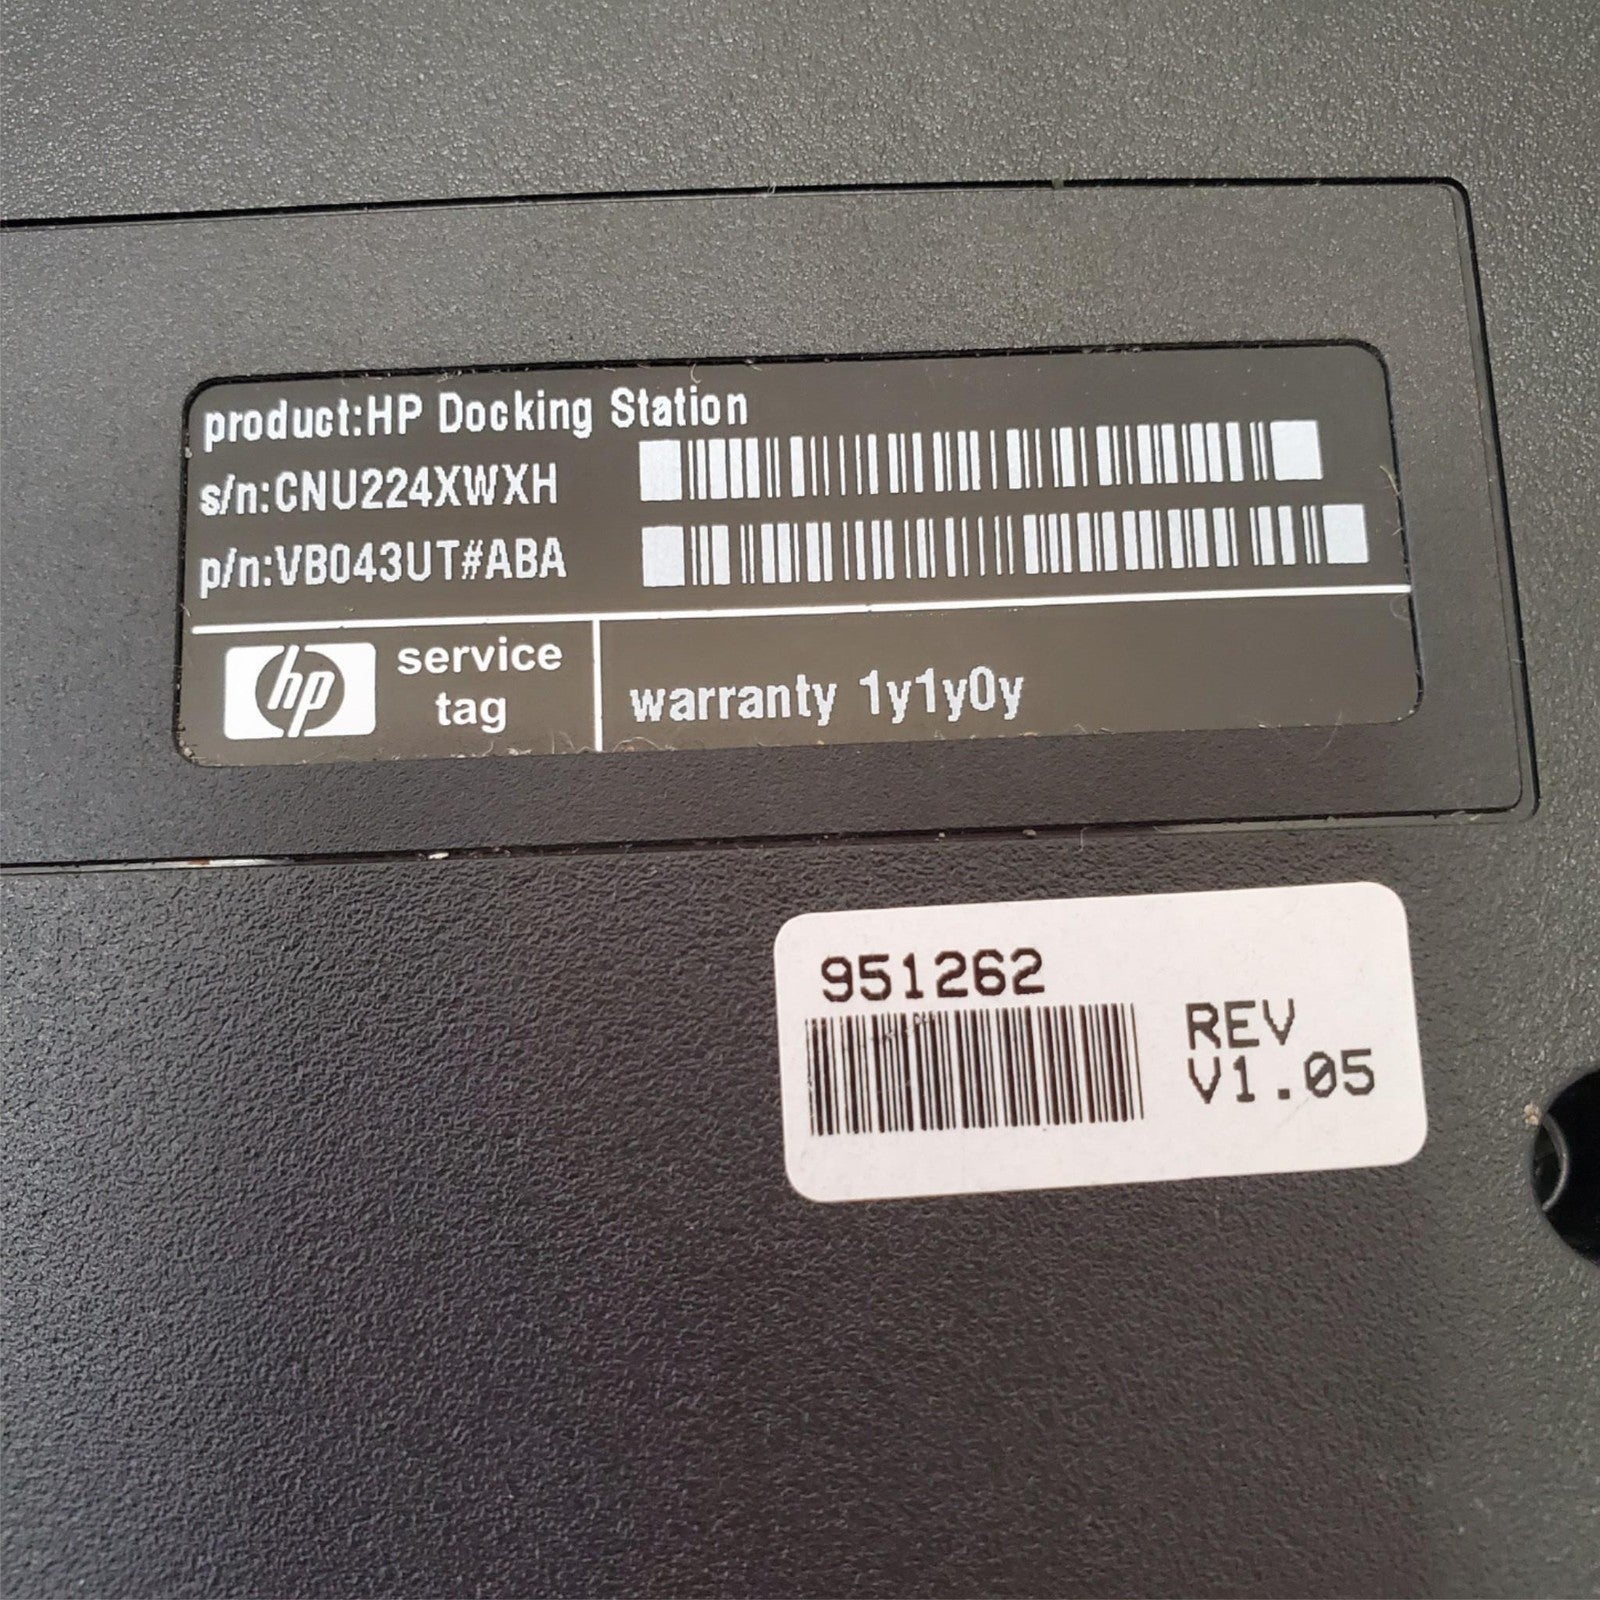 product:HP Docking Station
s/n:CNU224XWXH
p/n:VB043UT#ABA
hp service
tag
warranty 1y1y0y
951262
REV
V1.05